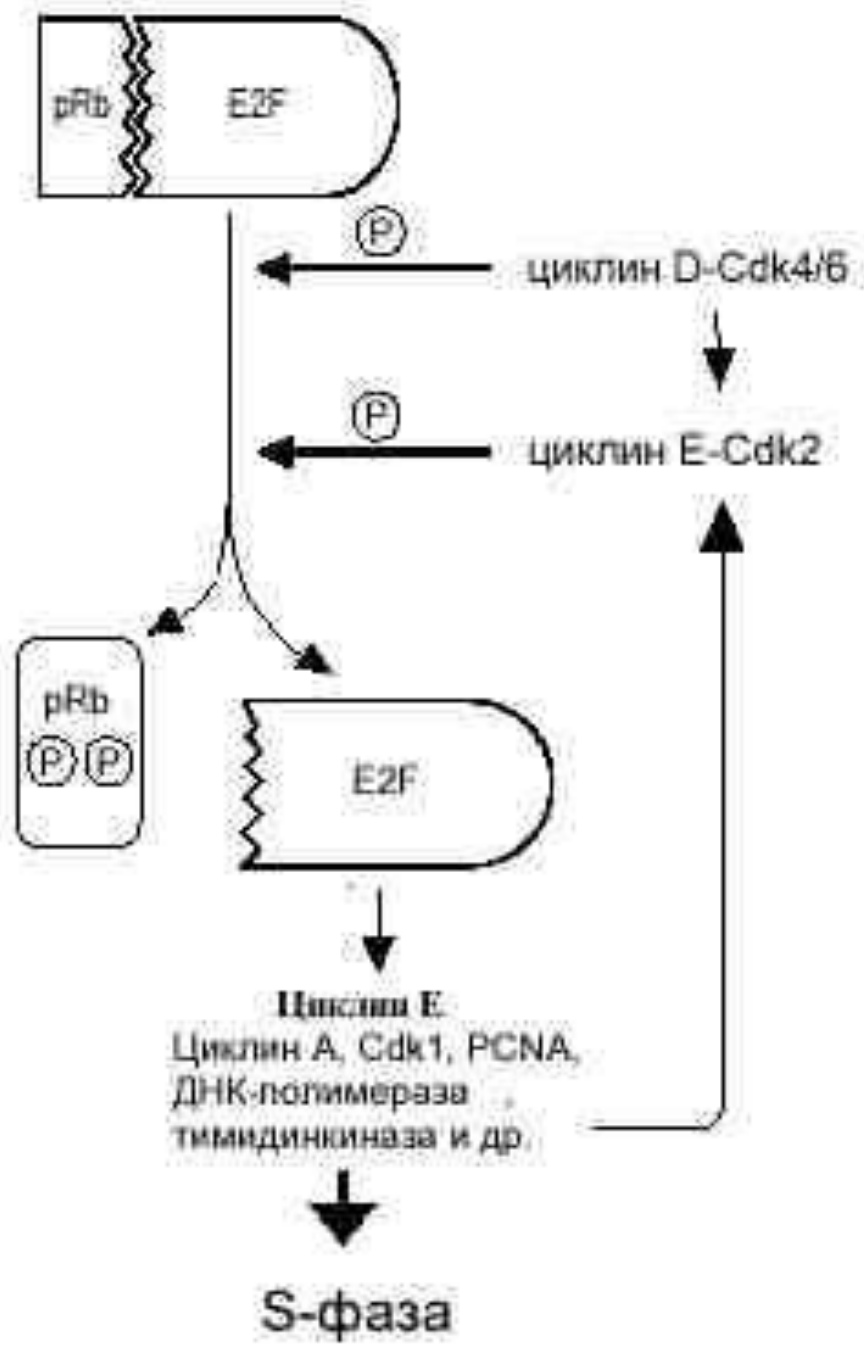 pRb E2F
P
циклин D-Cdk4/6
P
циклин E-Cdk2
pRb
P P
E2F
Циклин E
Циклин A, Cdk1, PCNA,
ДНК-полимераза ,
тимидинкиназа и др.
S-фаза